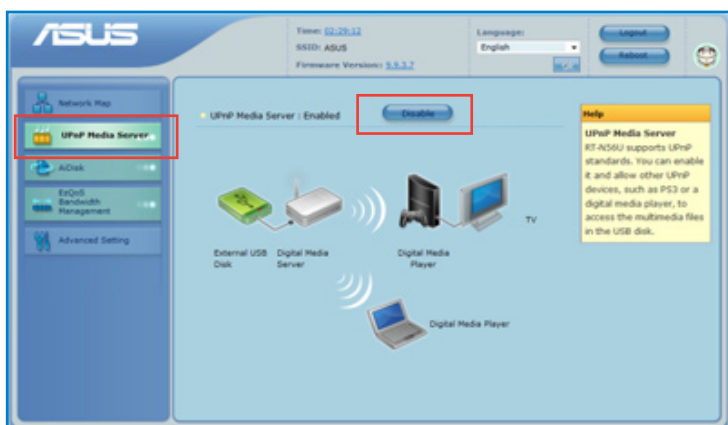 ASUS
Time: 02:29:12
SSID: ASUS
Firmware Version: 9.9.3.7
Language:
English
Logout
Reboot
Network Map
UPnP Media Server
AiDisk
EzQoS
Bandwidth
Management
Advanced Setting
UPnP Media Server : Enabled
Disable
External USB
Disk
Digital Media
Server
Digital Media
Player
TV
Digital Media Player
Help
UPnP Media Server
RT-N56U supports UPnP
standards. You can enable
it and allow other UPnP
devices, such as PS3 or a
digital media player, to
access the multimedia files
in the USB disk.